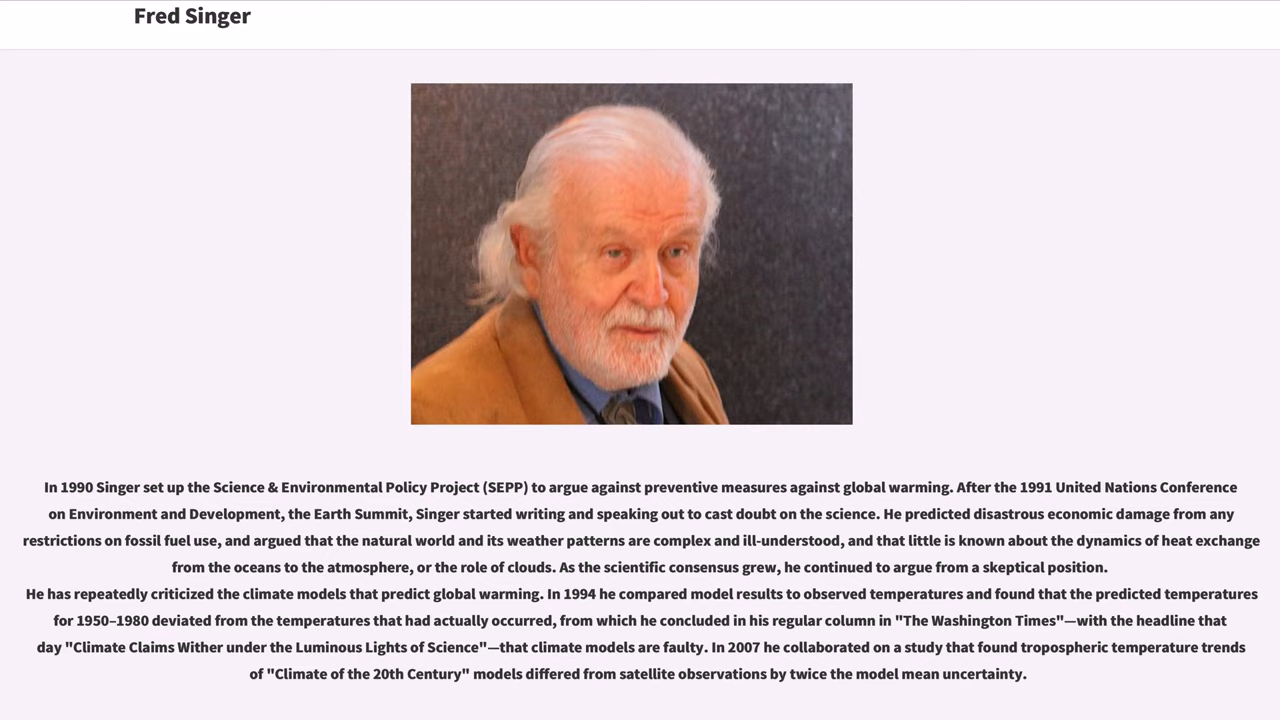 Fred Singer
In 1990 Singer set up the Science & Environmental Policy Project (SEPP) to argue against preventive measures against global warming. After the 1991 United Nations Conference
on Environment and Development, the Earth Summit, Singer started writing and speaking out to cast doubt on the science. He predicted disastrous economic damage from any
restrictions on fossil fuel use, and argued that the natural world and its weather patterns are complex and ill-understood, and that little is known about the dynamics of heat exchange
from the oceans to the atmosphere, or the role of clouds. As the scientific consensus grew, he continued to argue from a skeptical position.
He has repeatedly criticized the climate models that predict global warming. In 1994 he compared model results to observed temperatures and found that the predicted temperatures
for 1950–1980 deviated from the temperatures that had actually occurred, from which he concluded in his regular column in "The Washington Times"—with the headline that
day "Climate Claims Wither under the Luminous Lights of Science"—that climate models are faulty. In 2007 he collaborated on a study that found tropospheric temperature trends
of "Climate of the 20th Century" models differed from satellite observations by twice the model mean uncertainty.